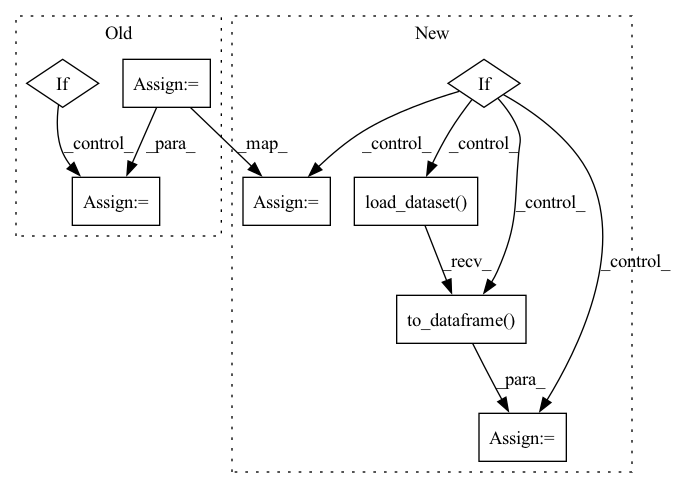 Old
New
If
Assign:=
If
_control_
_para_
_map_
_control_
_control_
Assign:=
Assign:=
load_dataset()
_control_
_recv_
_control_
to_dataframe()
_para_
Assign:=